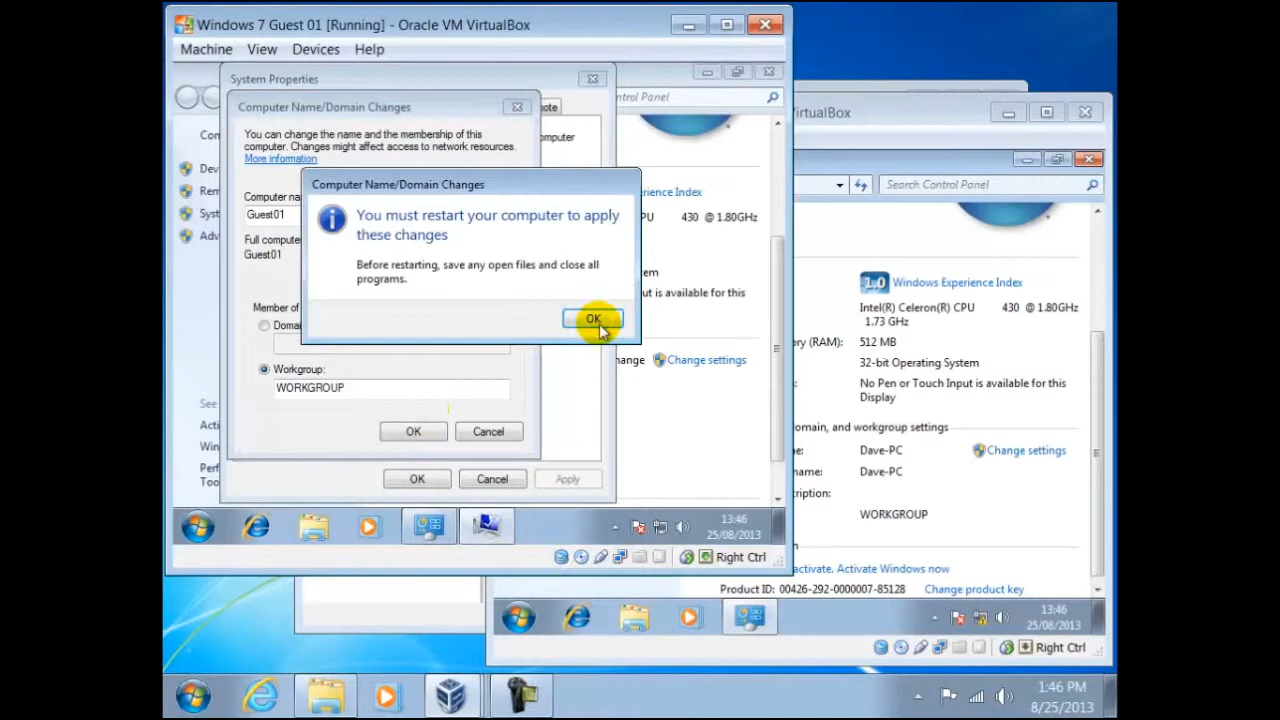 Windows 7 Guest 01 [Running] - Oracle VM VirtualBox
Machine View Devices Help
System Properties
Computer Name/Domain Changes
You can change the name and the membership of this
computer. Changes might affect access to network resources.
More information
Guest01
Guest01
Member of
Workgroup:
WORKGROUP
OK Cancel
OK Cancel Apply
Computer Name/Domain Changes
You must restart your computer to apply
these changes
Before restarting, save any open files and close all
programs.
OK
430 @ 1.80GHz
Change settings
13:46
25/08/2013
Right Ctrl
Search Control Panel
1.0 Windows Experience Index
Intel(R) Celeron(R) CPU 430 @ 1.80GHz
1.73 GHz
(RAM): 512 MB
32-bit Operating System
No Pen or Touch Input is available for this
Display
workgroup settings
Dave-PC Change settings
Dave-PC
WORKGROUP
Activate Windows now
Product ID: 00426-292-0000007-85128 Change product key
13:46
25/08/2013
Right Ctrl
1:46 PM
8/25/2013